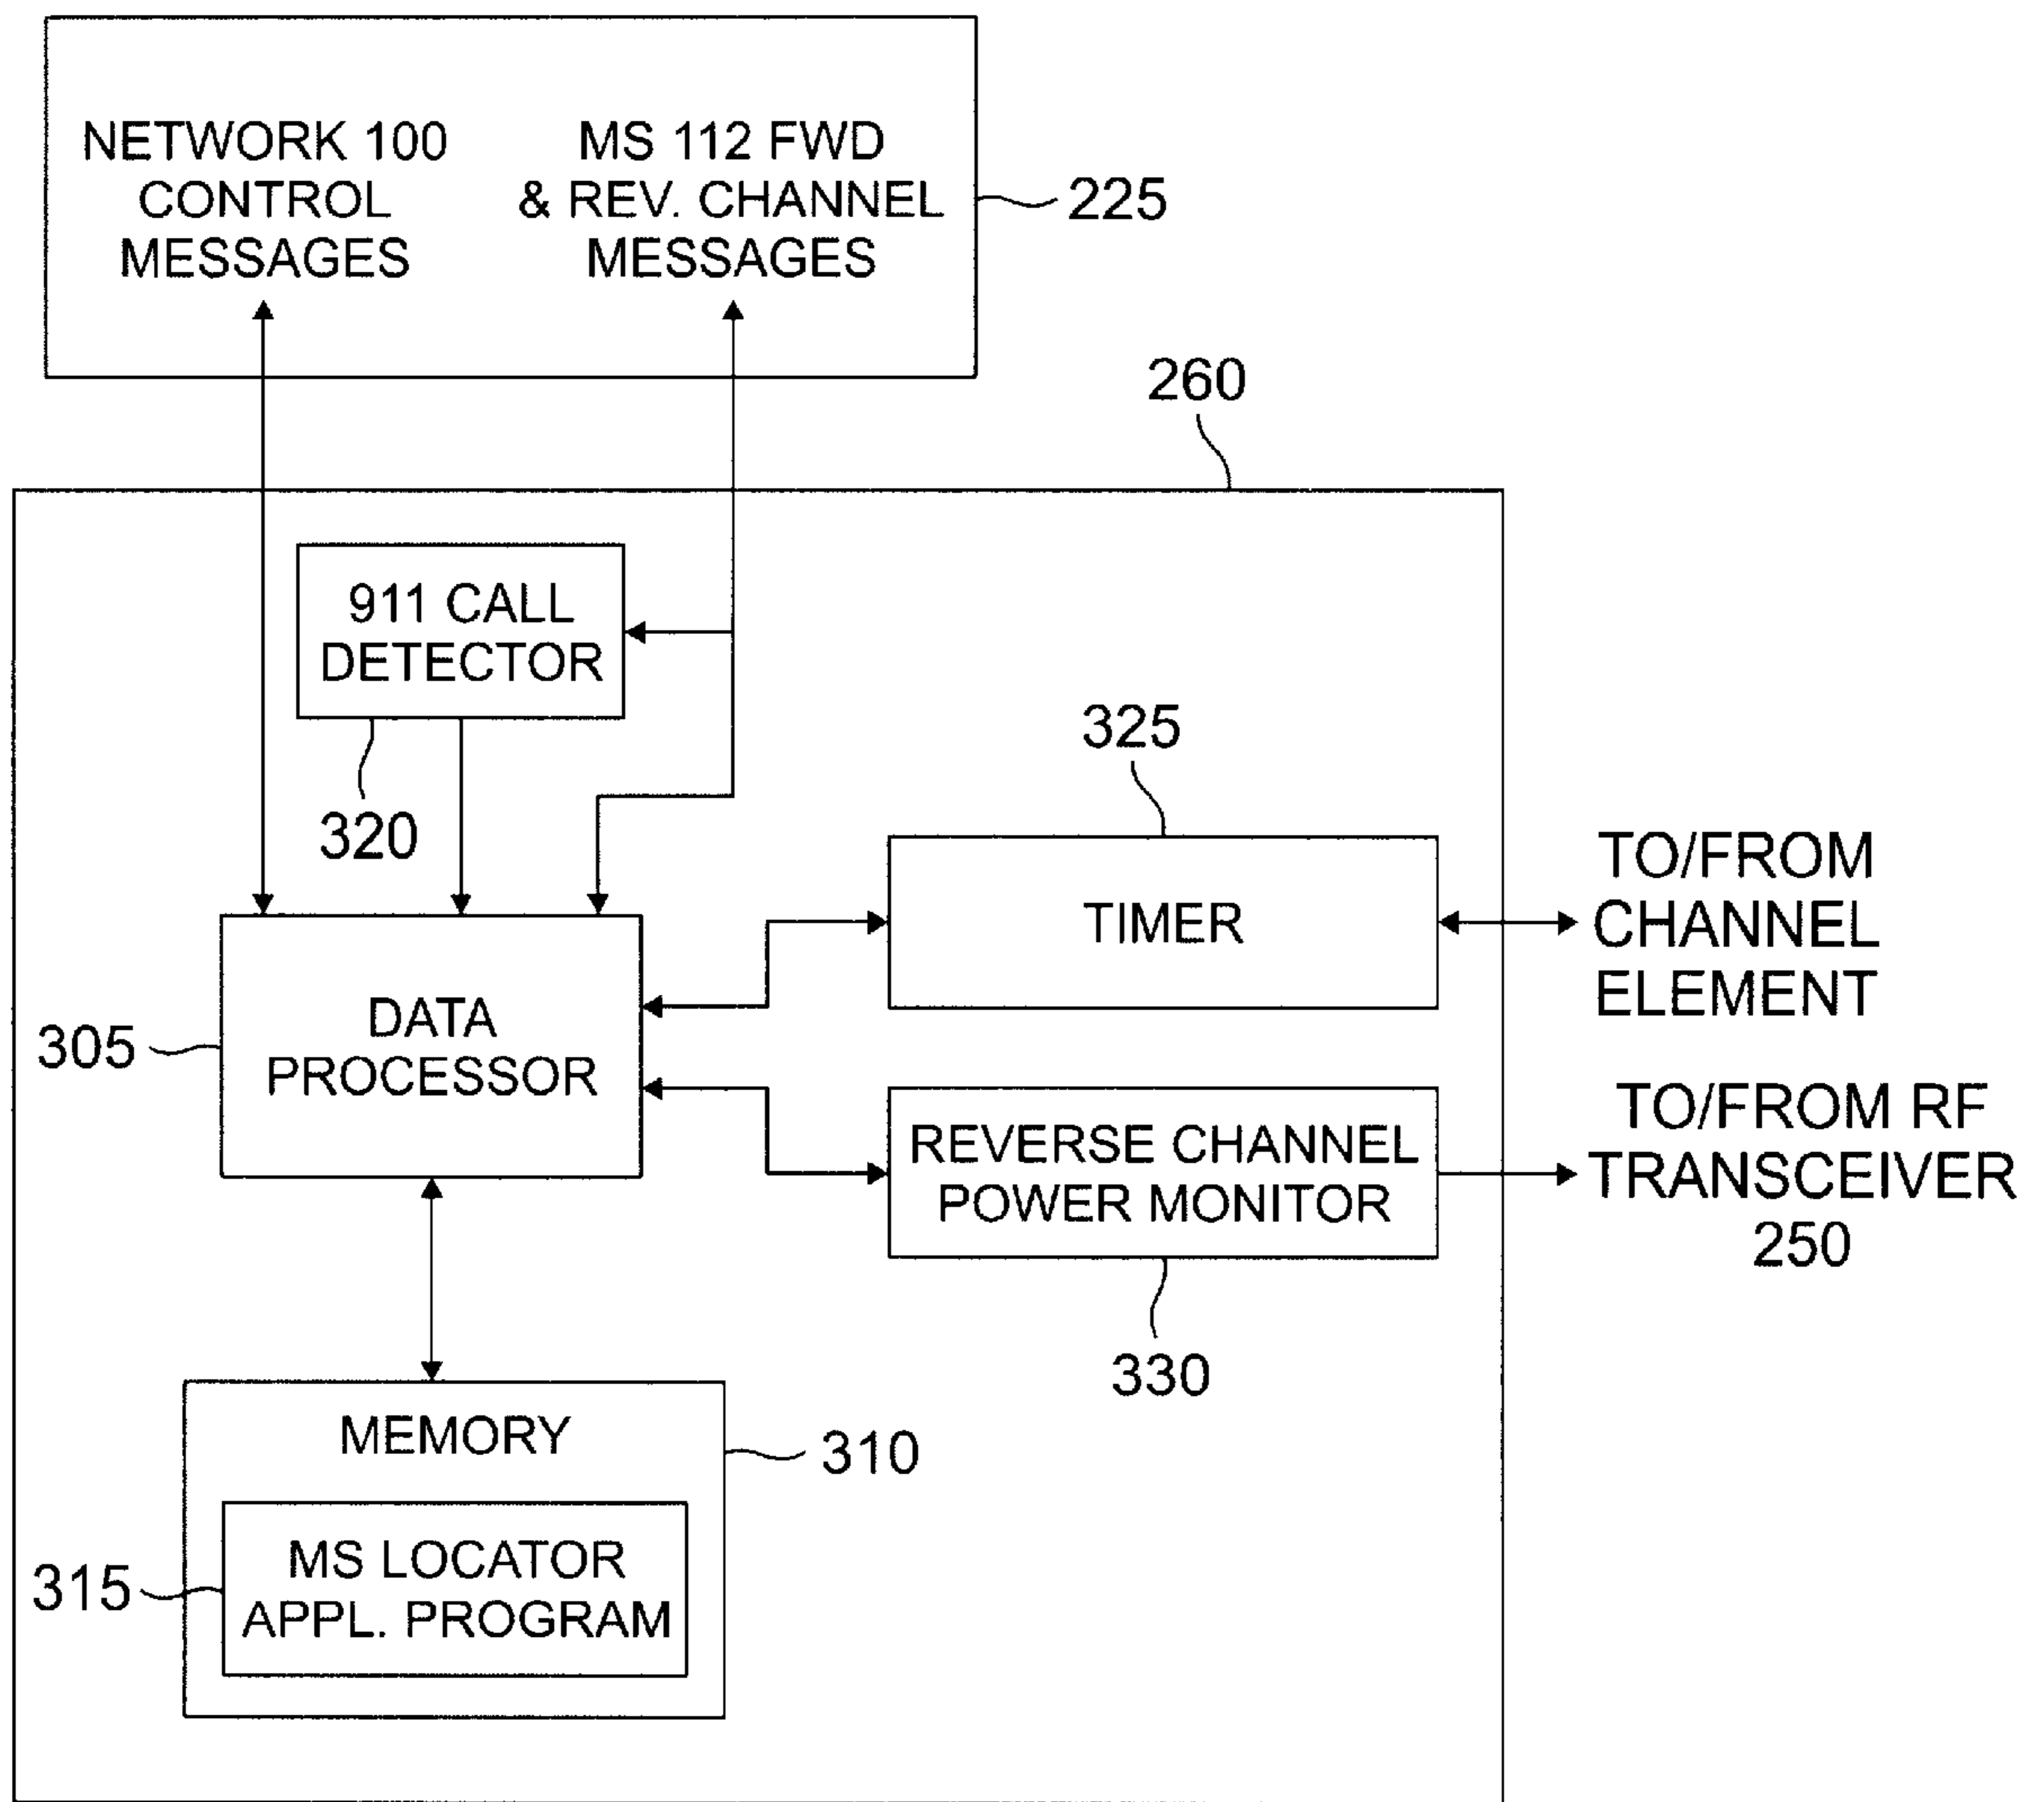 NETWORK 100
CONTROL
MESSAGES
MS 112 FWD
& REV. CHANNEL
MESSAGES
225
260
911 CALL
DETECTOR
320
325
TIMER
TO/FROM
CHANNEL
ELEMENT
305
DATA
PROCESSOR
REVERSE CHANNEL
POWER MONITOR
TO/FROM RF
TRANSCEIVER
250
330
MEMORY
310
315
MS LOCATOR
APPL. PROGRAM